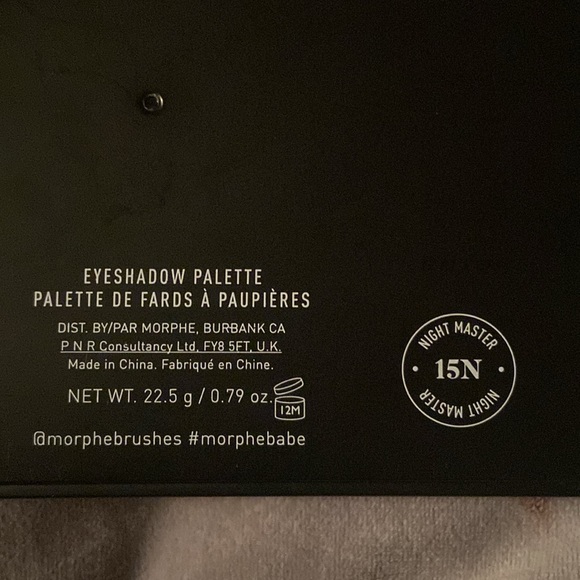 EYESHADOW PALETTE
PALETTE DE FARDS À PAUPIÈRES
DIST. BY/PAR MORPHE, BURBANK CA
P N R Consultancy Ltd, FY8 5FT, U.K.
Made in China. Fabriqué en Chine.
NET WT. 22.5 g / 0.79 oz.
12M
@morphebrushes #morphebabe
NIGHT MASTER
• 15N •
NIGHT MASTER